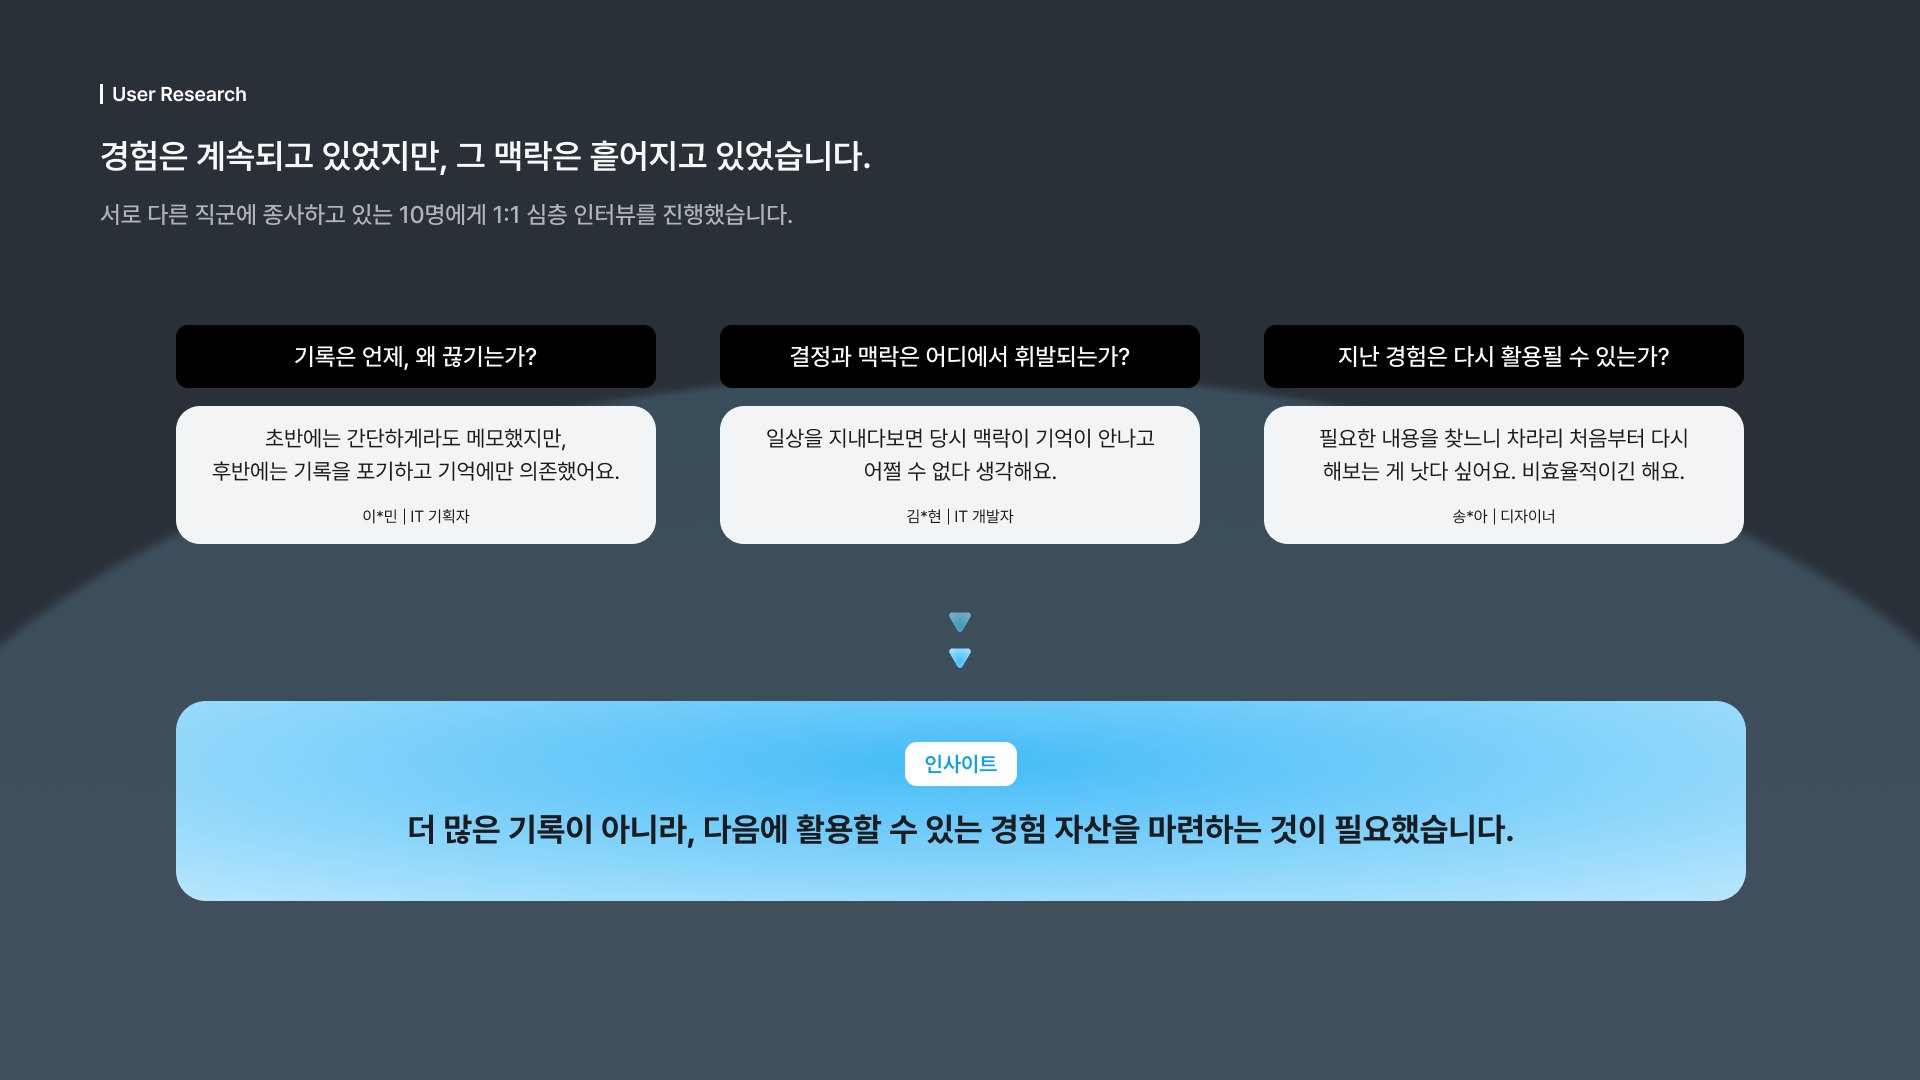 User Research
경험은 계속되고 있었지만, 그 맥락은 흩어지고 있었습니다.
서로 다른 직군에 종사하고 있는 10명에게 1:1 심층 인터뷰를 진행했습니다.
기록은 언제, 왜 끊기는가?
초반에는 간단하게라도 메모했지만,
후반에는 기록을 포기하고 기억에만 의존했어요.
이*민 | IT 기획자
결정과 맥락은 어디에서 휘발되는가?
일상을 지내다보면 당시 맥락이 기억이 안나고
어쩔 수 없다 생각해요.
김*현 | IT 개발자
지난 경험은 다시 활용될 수 있는가?
필요한 내용을 찾느니 차라리 처음부터 다시
해보는 게 낫다 싶어요. 비효율적이긴 해요.
송*아 | 디자이너
인사이트
더 많은 기록이 아니라, 다음에 활용할 수 있는 경험 자산을 마련하는 것이 필요했습니다.